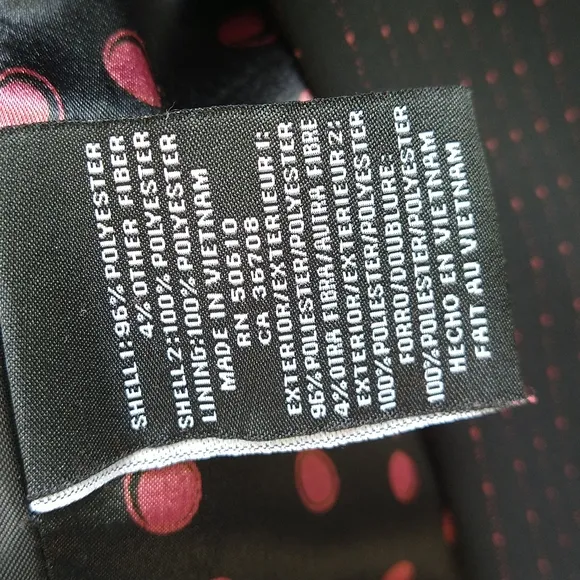 SHELL 1:96% POLYESTER
4% OTHER FIBER
SHELL 2:100% POLYESTER
LINING:100% POLYESTER
MADE IN VIETNAM
RN 50610
CA 36708
EXTERIOR/EXTERIEUR 1:
96% POLIESTER/POLYESTER
4% OTRA FIBRA/AUTRA FIBRE
EXTERIOR/EXTERIEUR 2:
100% POLIESTER/POLYESTER
FORRO/DOUBLURE:
100% POLIESTER/POLYESTER
HECHO EN VIETNAM
FAIT AU VIETNAM